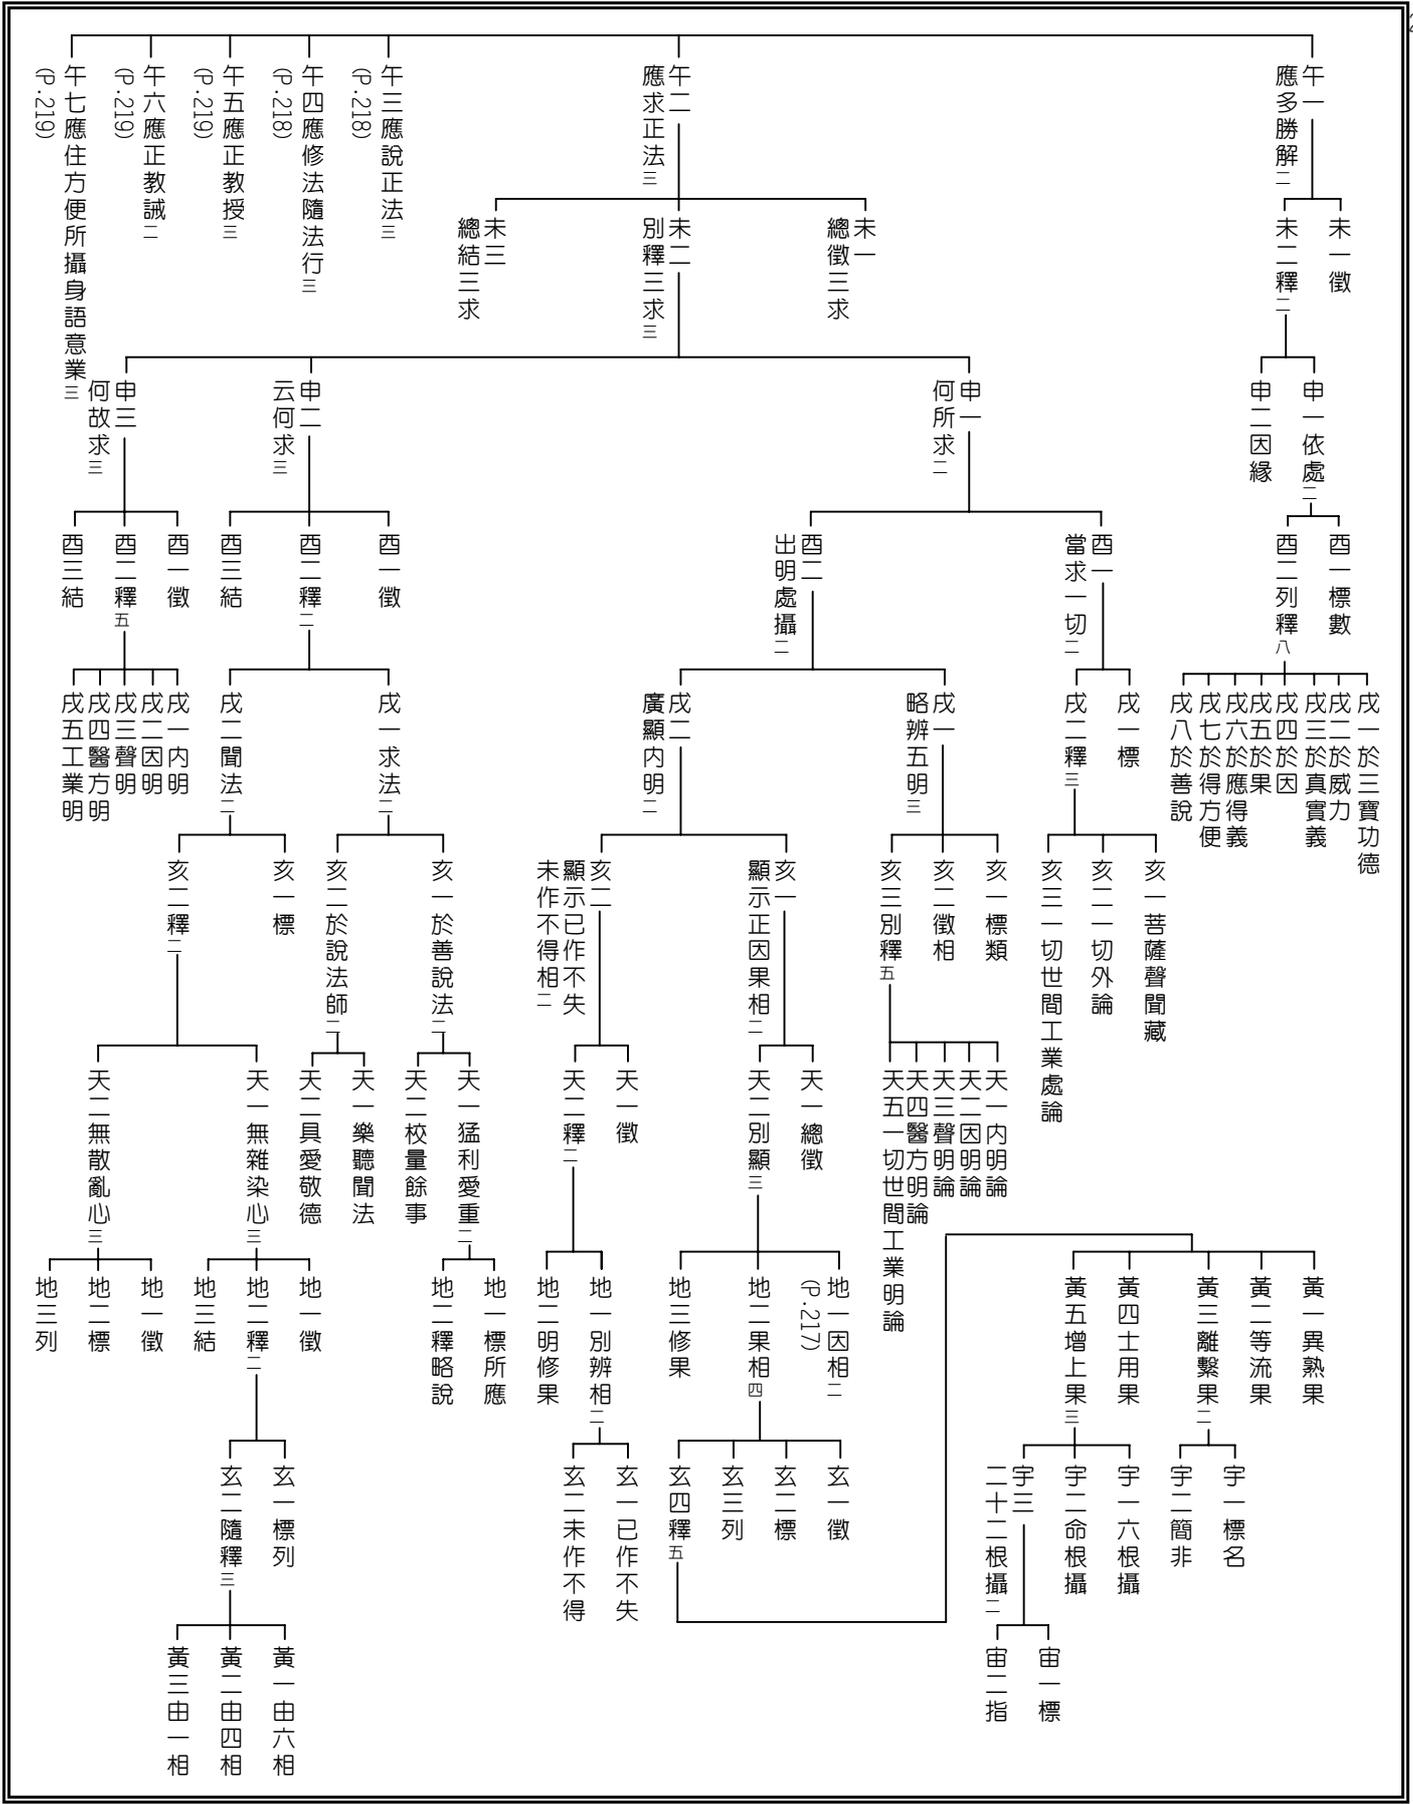 午一
應多勝解二
午二
應求正法三
午三應說正法三
(P.218)
午四應修法隨法行三
(P.218)
午五應正教授三
(P.219)
午六應正教誡二
(P.219)
午七應住方便所攝身語意業三
(P.219)
未一徵
未二釋二
未一
總徵三求
未二
別釋三求三
未三
總結三求
申一依處二
申二因緣
申一
何所求二
申二
云何求三
申三
何故求三
酉一標數
酉二列釋八
酉一
當求一切二
酉二
出明處攝二
酉一徵
酉二釋二
酉三結
酉一徵
酉二釋五
酉三結
戌一於三寶功德
戌二於威力
戌三於真實義
戌四於因
戌五於果
戌六於應得義
戌七於得方便
戌八於善說
戌一標
戌二釋三
戌一
略辨五明三
戌二
廣顯內明二
戌一求法二
戌二聞法二
戌一內明
戌二因明
戌三聲明
戌四醫方明
戌五工業明
亥一菩薩聲聞藏
亥二一切外論
亥三一切世間工業處論
亥一標類
亥二徵相
亥三別釋五
亥一
顯示正因果相二
亥二
顯示已作不失
未作不得相二
亥一於善說法二
亥二於說法師二
亥一標
亥二釋二
天一內明論
天二因明論
天三聲明論
天四醫方明論
天五一切世間工業明論
天一總徵
天二別顯三
天一徵
天二釋二
天一猛利愛重二
天二校量餘事
天一樂聽聞法
天二具愛敬德
天一無雜染心三
天二無散亂心三
地一因相二
(P.217)
地二果相四
地三修果
地一別辨相二
地二明修果
地一標所應
地二釋略說
地一徵
地二釋二
地三結
地一徵
地二標
地三列
黃一異熟果
黃二等流果
黃三離繫果二
黃四士用果
黃五增上果三
玄一徵
玄二標
玄三列
玄四釋五
玄一已作不失
玄二未作不得
玄一標列
玄二隨釋三
宇一標名
宇二簡非
宇一六根攝
宇二命根攝
宇三
二十二根攝二
宙一標
宙二指
黃一由六相
黃二由四相
黃三由一相